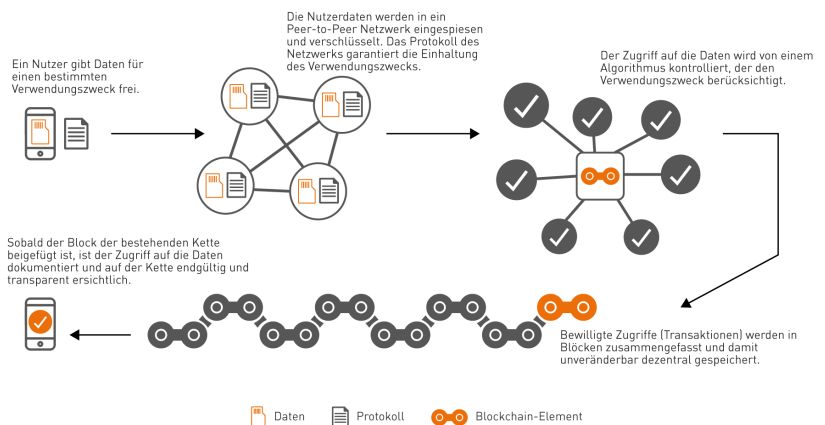 Ein Nutzer gibt Daten für
einen bestimmten
Verwendungszweck frei.
Die Nutzerdaten werden in ein
Peer-to-Peer Netzwerk eingespiesen
und verschlüsselt. Das Protokoll des
Netzwerks garantiert die Einhaltung
des Verwendungszwecks.
Der Zugriff auf die Daten wird von einem
Algorithmus kontrolliert, der den
Verwendungszweck berücksichtigt.
Bewilligte Zugriffe (Transaktionen) werden in
Blöcken zusammengefasst und damit
unveränderbar dezentral gespeichert.
Sobald der Block der bestehenden Kette
beigefügt ist, ist der Zugriff auf die Daten
dokumentiert und auf der Kette endgültig und
transparent ersichtlich.
Daten
Protokoll
Blockchain-Element